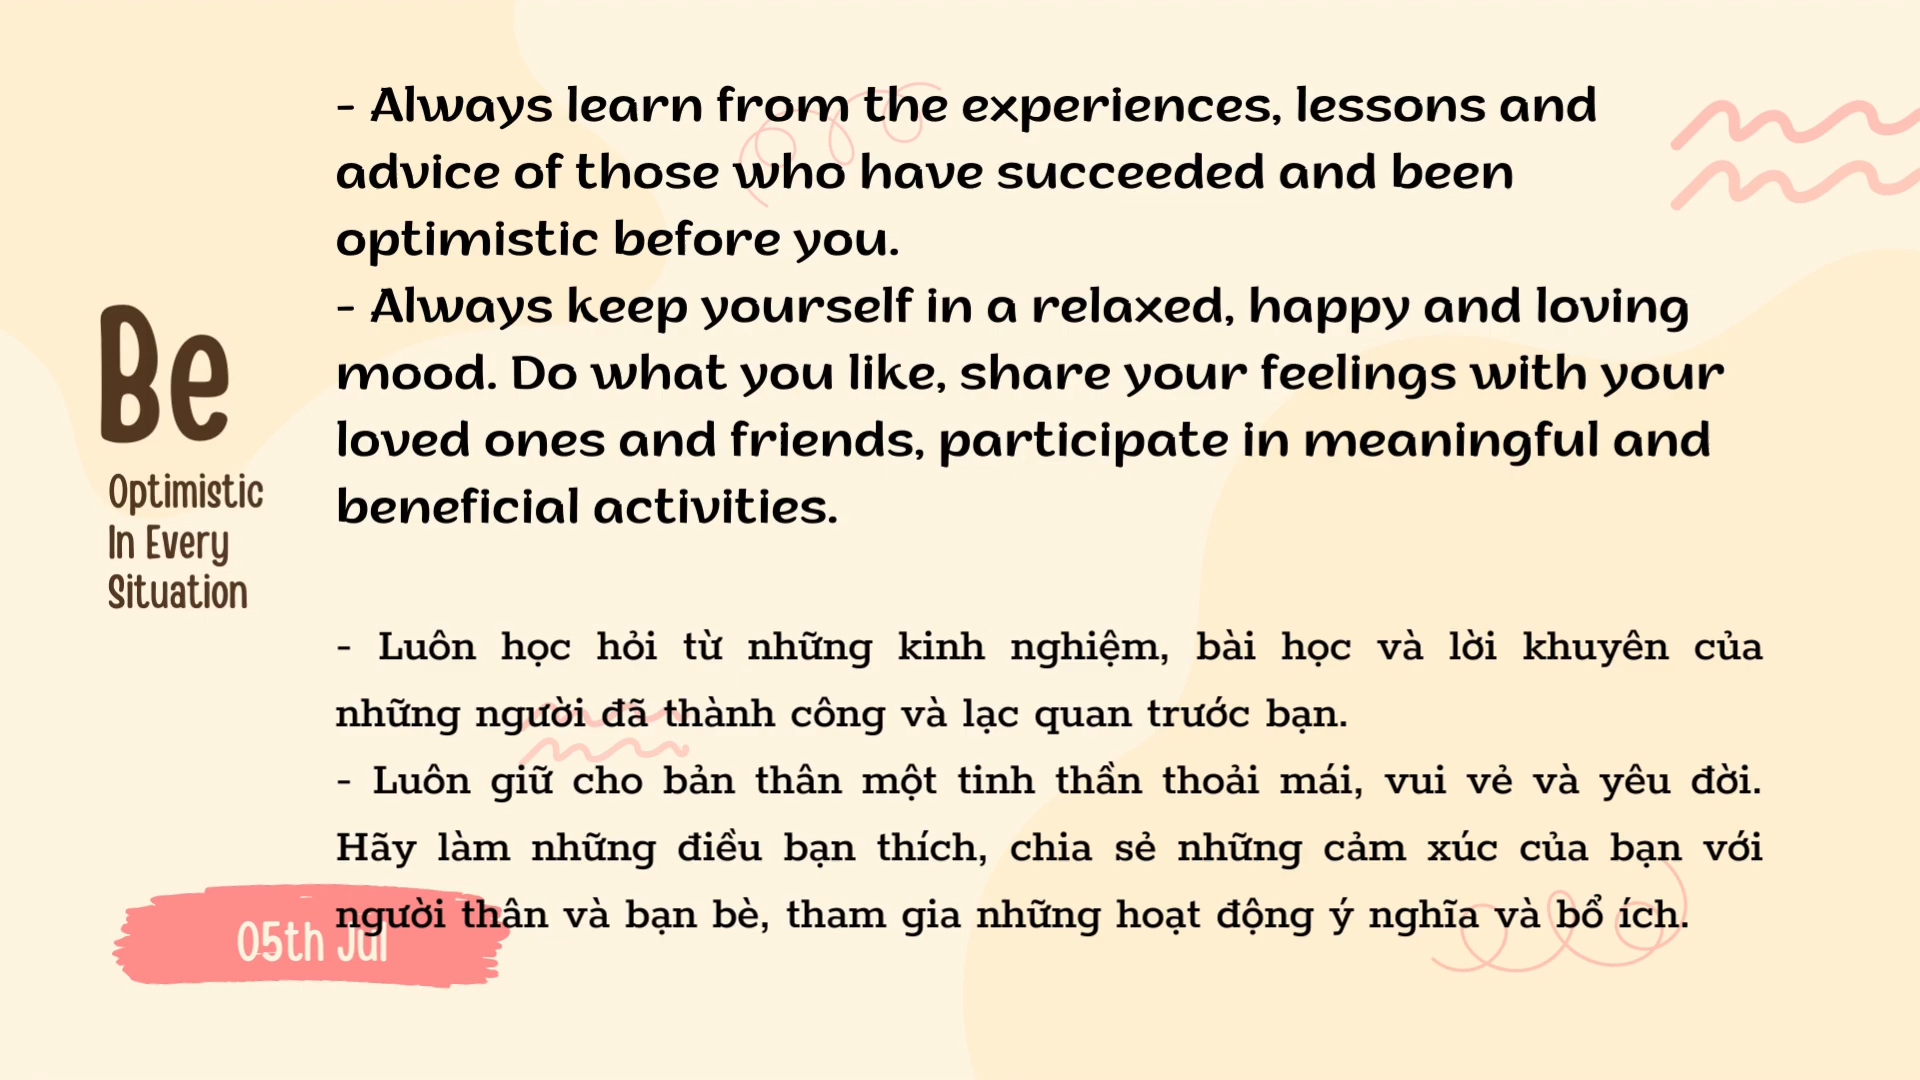 - Always learn from the experiences, lessons and
advice of those who have succeeded and been
optimistic before you.
- Always keep yourself in a relaxed, happy and loving
mood. Do what you like, share your feelings with your
loved ones and friends, participate in meaningful and
beneficial activities.
Be
Optimistic
In Every
Situation
- Luôn học hỏi từ những kinh nghiệm, bài học và lời khuyên của
những người đã thành công và lạc quan trước bạn.
- Luôn giữ cho bản thân một tinh thần thoải mái, vui vẻ và yêu đời.
Hãy làm những điều bạn thích, chia sẻ những cảm xúc của bạn với
người thân và bạn bè, tham gia những hoạt động ý nghĩa và bổ ích.
05th Jul